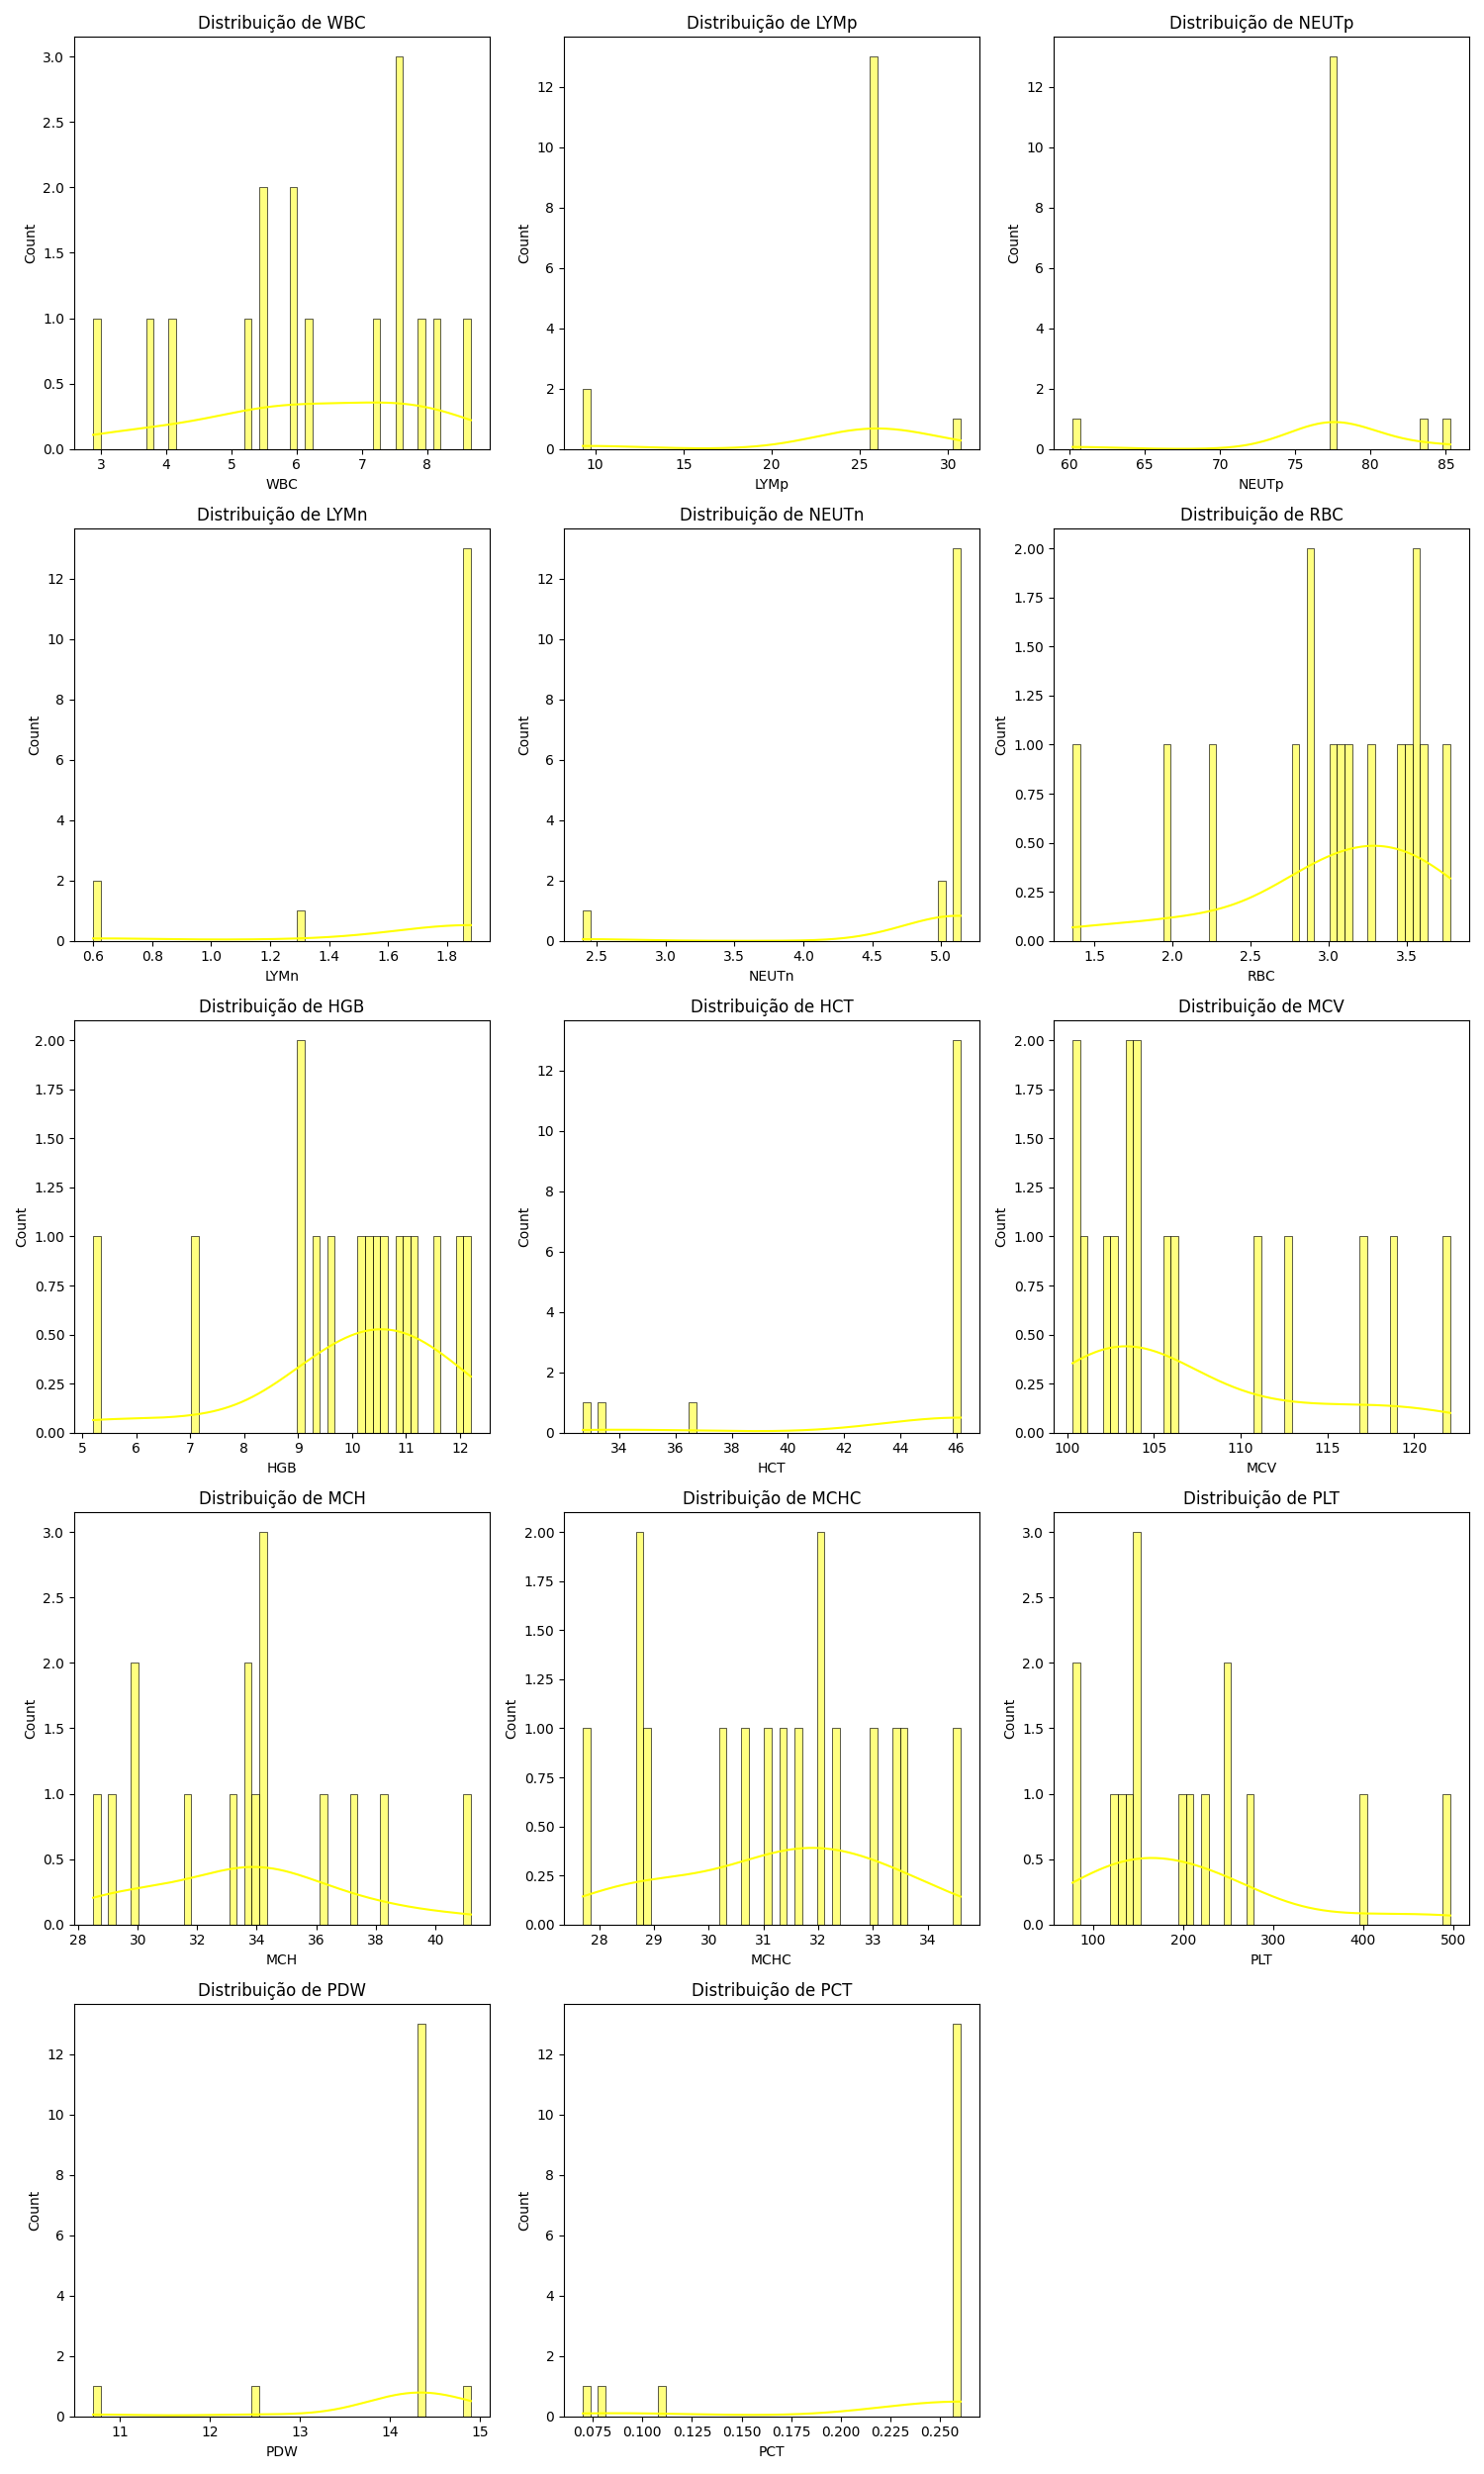 Distribuição de WBC
3.0
2.5
2.0
1.5
1.0
0.5
0.0
Count
3 4 5 6 7 8
WBC
Distribuição de LYMp
12
10
8
6
4
2
0
Count
10 15 20 25 30
LYMp
Distribuição de NEUTp
12
10
8
6
4
2
0
Count
60 65 70 75 80 85
NEUTp
Distribuição de LYMn
12
10
8
6
4
2
0
Count
0.6 0.8 1.0 1.2 1.4 1.6 1.8
LYMn
Distribuição de NEUTn
12
10
8
6
4
2
0
Count
2.5 3.0 3.5 4.0 4.5 5.0
NEUTn
Distribuição de RBC
2.00
1.75
1.50
1.25
1.00
0.75
0.50
0.25
0.00
Count
1.5 2.0 2.5 3.0 3.5
RBC
Distribuição de HGB
2.00
1.75
1.50
1.25
1.00
0.75
0.50
0.25
0.00
Count
5 6 7 8 9 10 11 12
HGB
Distribuição de HCT
12
10
8
6
4
2
0
Count
34 36 38 40 42 44 46
HCT
Distribuição de MCV
2.00
1.75
1.50
1.25
1.00
0.75
0.50
0.25
0.00
Count
100 105 110 115 120
MCV
Distribuição de MCH
3.0
2.5
2.0
1.5
1.0
0.5
0.0
Count
28 30 32 34 36 38 40
MCH
Distribuição de MCHC
2.00
1.75
1.50
1.25
1.00
0.75
0.50
0.25
0.00
Count
28 29 30 31 32 33 34
MCHC
Distribuição de PLT
3.0
2.5
2.0
1.5
1.0
0.5
0.0
Count
100 200 300 400 500
PLT
Distribuição de PDW
12
10
8
6
4
2
0
Count
11 12 13 14 15
PDW
Distribuição de PCT
12
10
8
6
4
2
0
Count
0.075 0.100 0.125 0.150 0.175 0.200 0.225 0.250
PCT